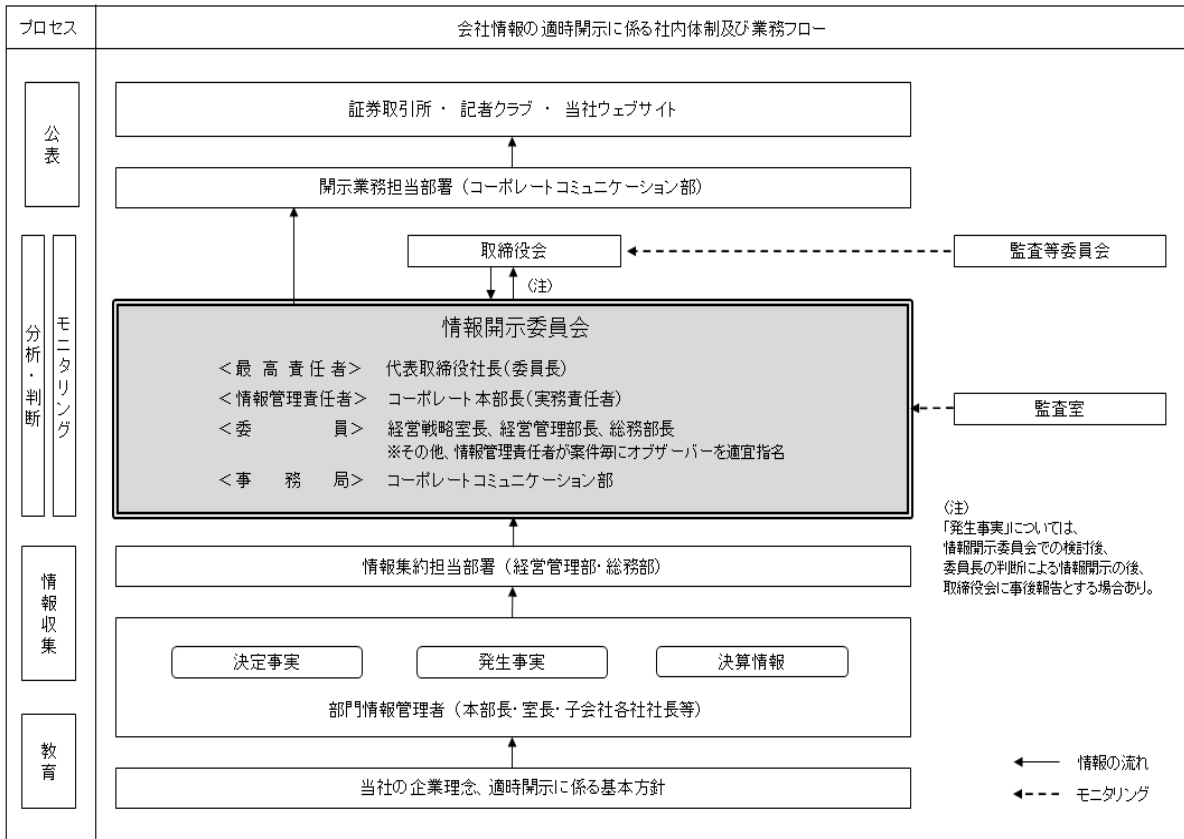 プロセス
会社情報の適時開示に係る社内体制及び業務フロー
公表
証券取引所 ・ 記者クラブ ・ 当社ウェブサイト
開示業務担当部署（コーポレートコミュニケーション部）
分析・判断
モニタリング
取締役会
監査等委員会
（注）
情報開示委員会
＜最高責任者＞ 代表取締役社長（委員長）
＜情報管理責任者＞ コーポレート本部長（実務責任者）
＜委員＞ 経営戦略室長、経営管理部長、総務部長
※その他、情報管理責任者が案件毎にオブザーバーを適宜指名
＜事務局＞ コーポレートコミュニケーション部
監査室
（注）
「発生事実」については、
情報開示委員会での検討後、
委員長の判断による情報開示の後、
取締役会に事後報告とする場合あり。
情報収集
情報集約担当部署（経営管理部・総務部）
決定事実
発生事実
決算情報
部門情報管理者（本部長・室長・子会社各社社長等）
教育
当社の企業理念、適時開示に係る基本方針
情報の流れ
モニタリング